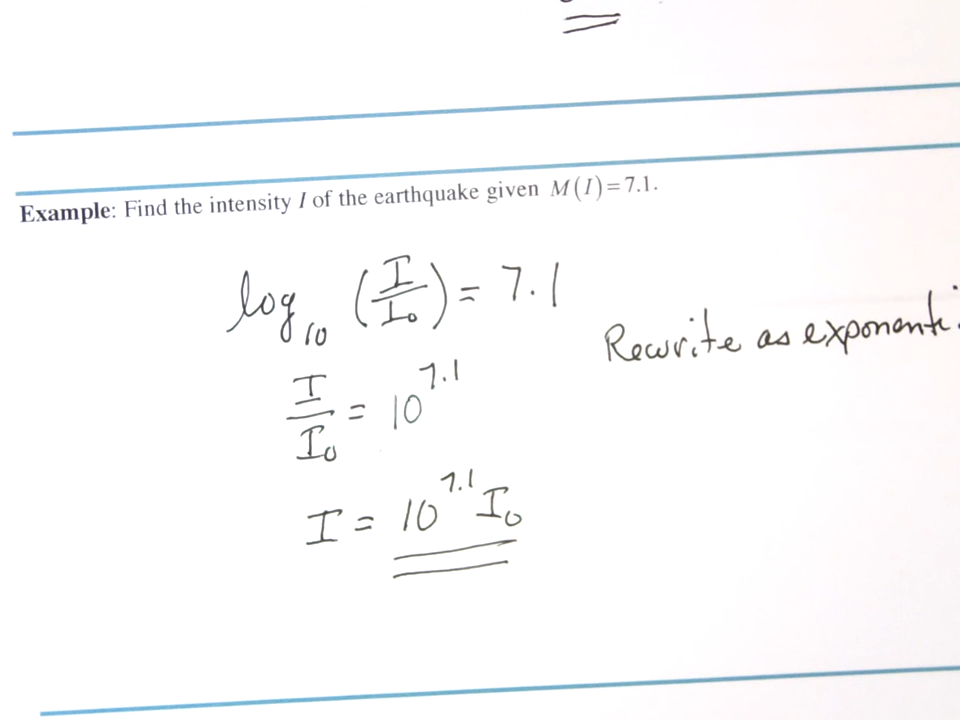 Example: Find the intensity I of the earthquake given M(I)=7.1.
log₁₀ (I/I₀) = 7.1
Rewrite as
I/I₀ = 10^7.1
I = 10^7.1 I₀